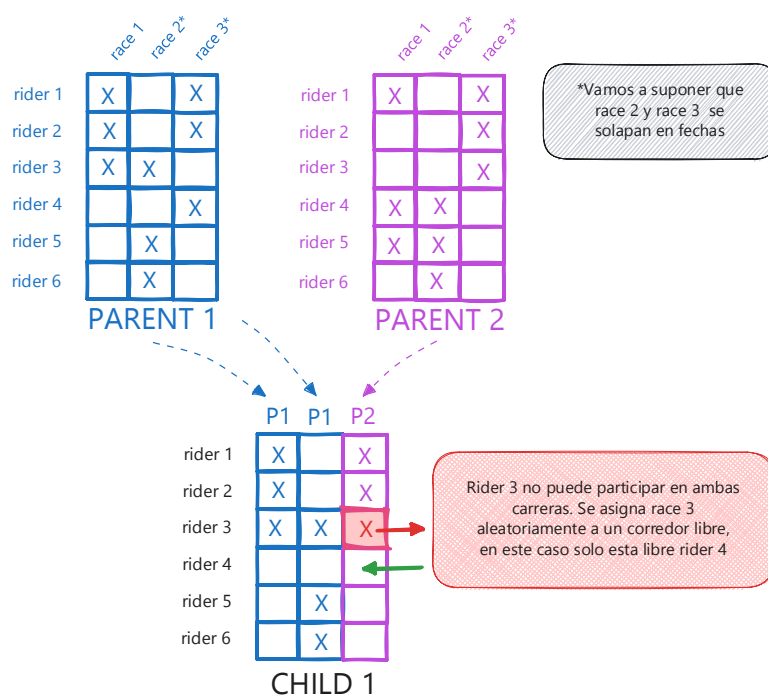 race 1
race 2*
race 3*
race 1
race 2*
race 3*
rider 1 X X
rider 2 X X
rider 3 X X
rider 4 X
rider 5 X
rider 6 X
PARENT 1
rider 1 X X
rider 2 X
rider 3 X
rider 4 X X
rider 5 X X
rider 6 X
PARENT 2
*Vamos a suponer que
race 2 y race 3 se
solapan en fechas
P1 P1 P2
rider 1 X X
rider 2 X X
rider 3 X X X
rider 4
rider 5 X
rider 6 X
CHILD 1
Rider 3 no puede participar en ambas
carreras. Se asigna race 3
aleatoriamente a un corredor libre,
en este caso solo esta libre rider 4